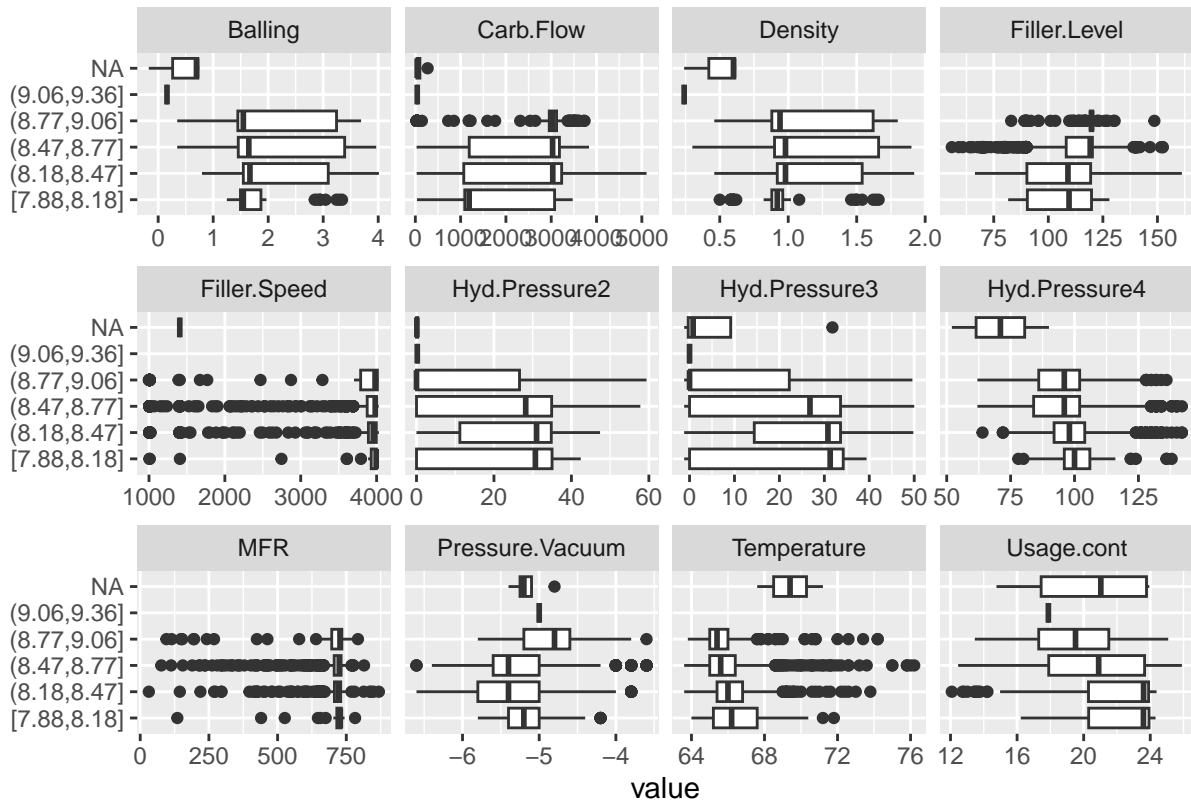 Balling Carb.Flow Density Filler.Level
NA
(9.06,9.36]
(8.77,9.06]
(8.47,8.77]
(8.18,8.47]
[7.88,8.18]
0 1 2 3 4 0 1000 2000 3000 4000 5000 0.5 1.0 1.5 2.0 75 100 125 150
Filler.Speed Hyd.Pressure2 Hyd.Pressure3 Hyd.Pressure4
NA
(9.06,9.36]
(8.77,9.06]
(8.47,8.77]
(8.18,8.47]
[7.88,8.18]
1000 2000 3000 4000 0 20 40 60 0 10 20 30 40 50 50 75 100 125
MFR Pressure.Vacuum Temperature Usage.cont
NA
(9.06,9.36]
(8.77,9.06]
(8.47,8.77]
(8.18,8.47]
[7.88,8.18]
0 250 500 750 −6 −5 −4 64 68 72 76 12 16 20 24
value